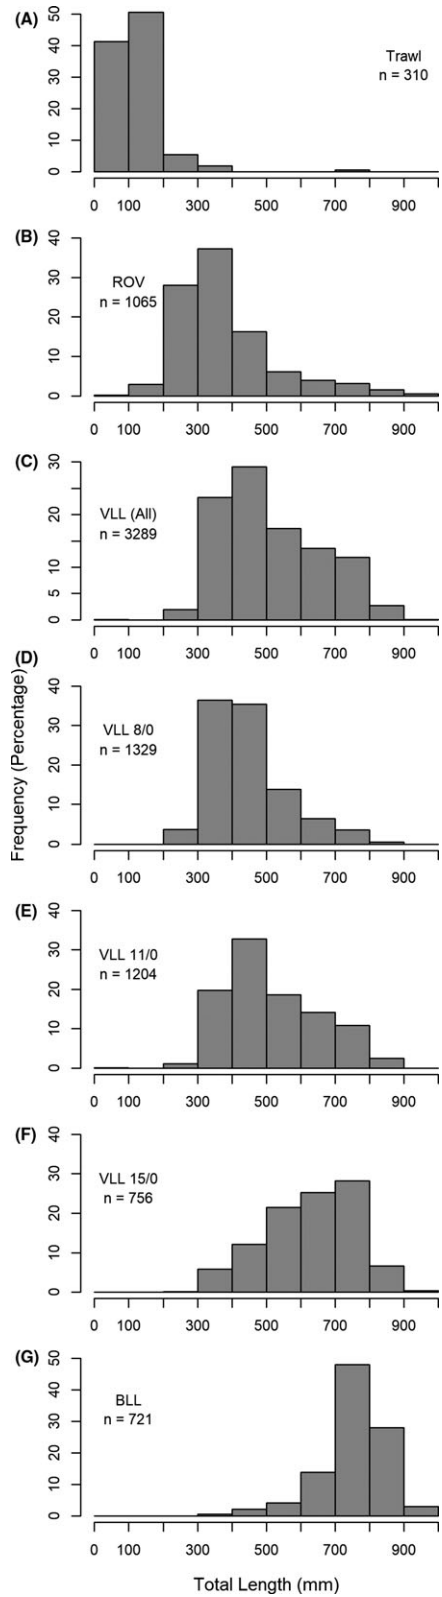 (A)
Trawl
n = 310
50
40
30
20
10
0
0 100 300 500 700 900
(B)
ROV
n = 1065
40
30
20
10
0
0 100 300 500 700 900
(C)
VLL (All)
n = 3289
30
20
10
5
0
0 100 300 500 700 900
(D)
VLL 8/0
n = 1329
40
30
20
10
0
0 100 300 500 700 900
Frequency (Percentage)
(E)
VLL 11/0
n = 1204
40
30
20
10
0
0 100 300 500 700 900
(F)
VLL 15/0
n = 756
40
30
20
10
0
0 100 300 500 700 900
(G)
BLL
n = 721
50
40
30
20
10
0
0 100 300 500 700 900
Total Length (mm)